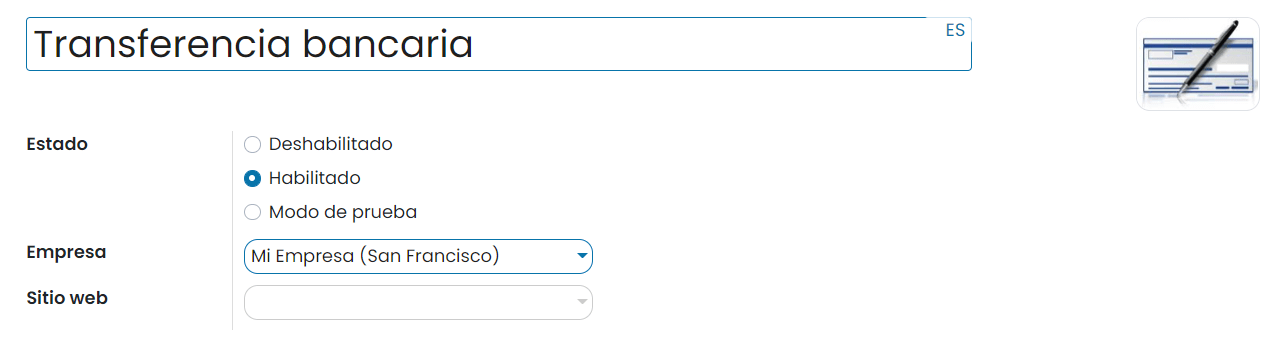 Transferencia bancaria
ES
Estado
Deshabilitado
Habilitado
Modo de prueba
Empresa
Mi Empresa (San Francisco)
Sitio web